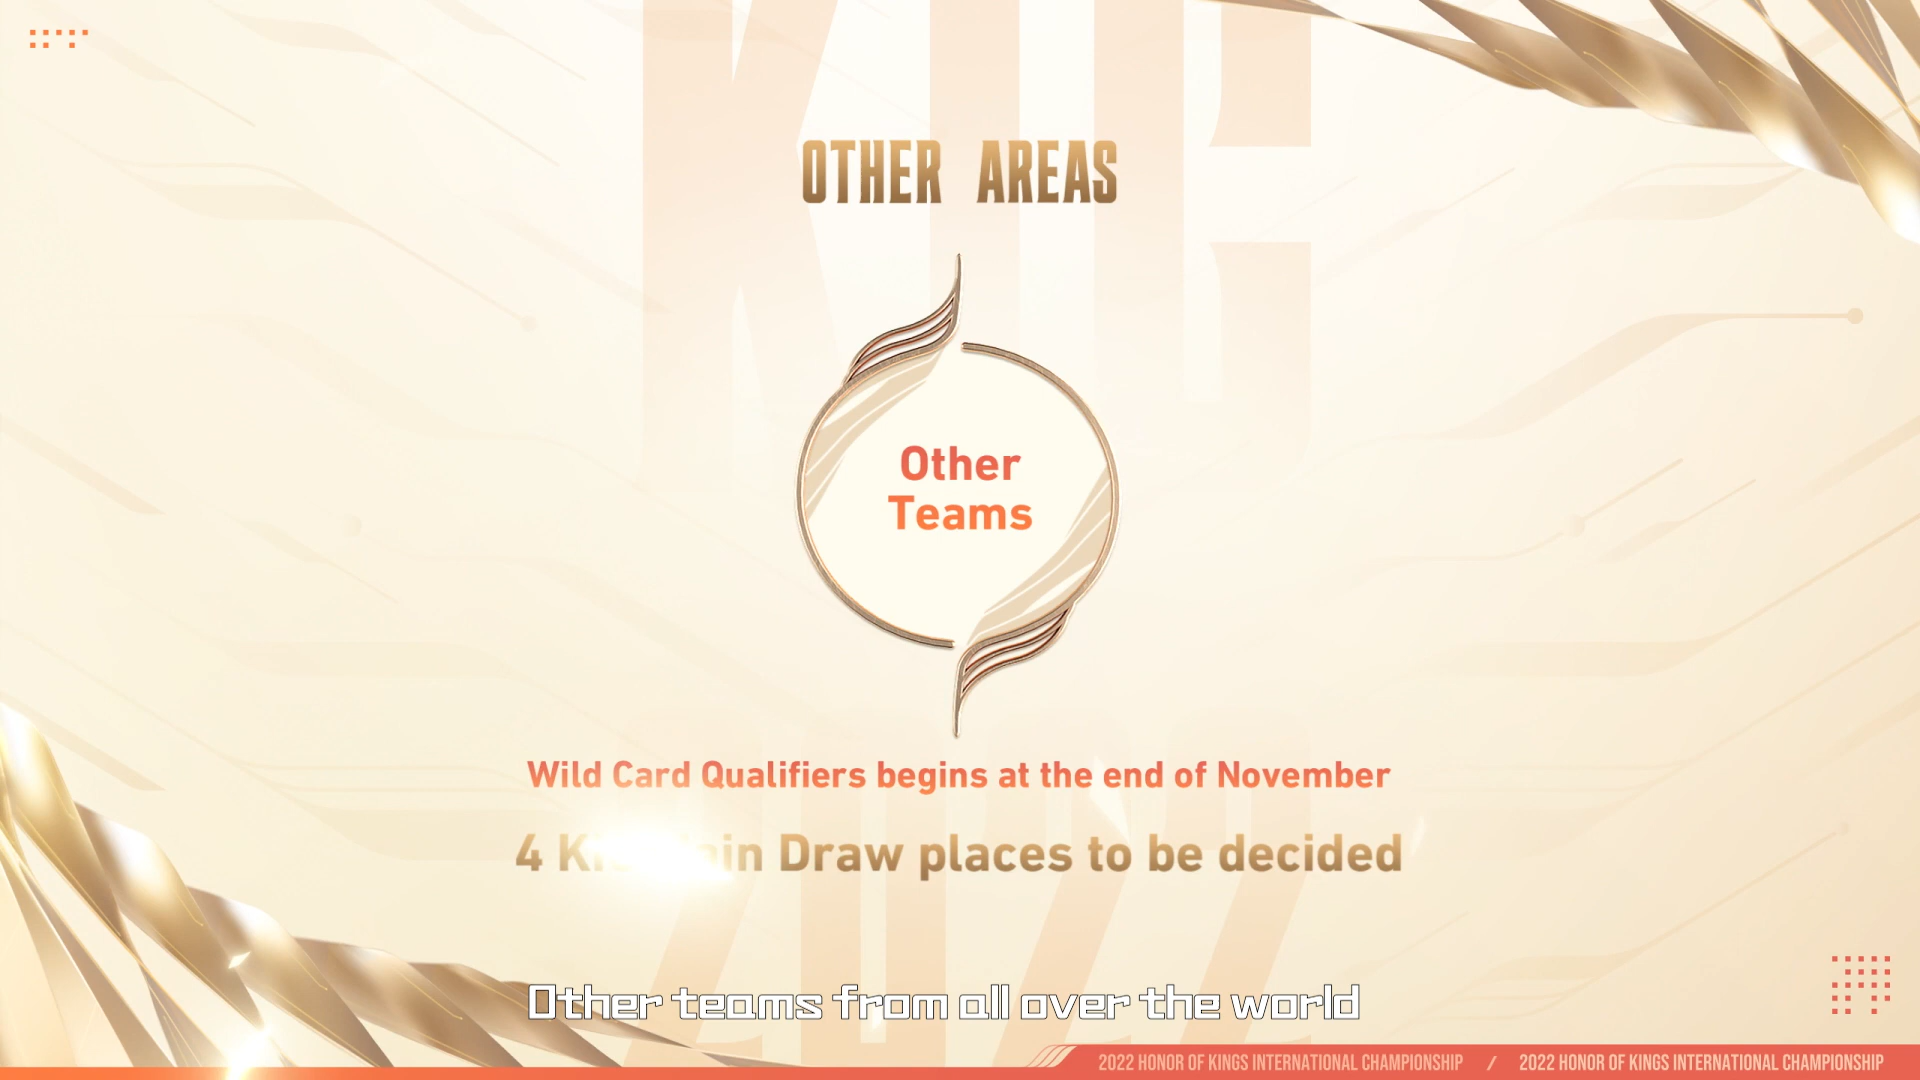 KIC
OTHER AREAS
Other
Teams
Wild Card Qualifiers begins at the end of November
4 Draw places to be decided
2022
Other teams from all over the world
2022 HONOR OF KINGS INTERNATIONAL CHAMPIONSHIP / 2022 HONOR OF KINGS INTERNATIONAL CHAMPIONSHIP